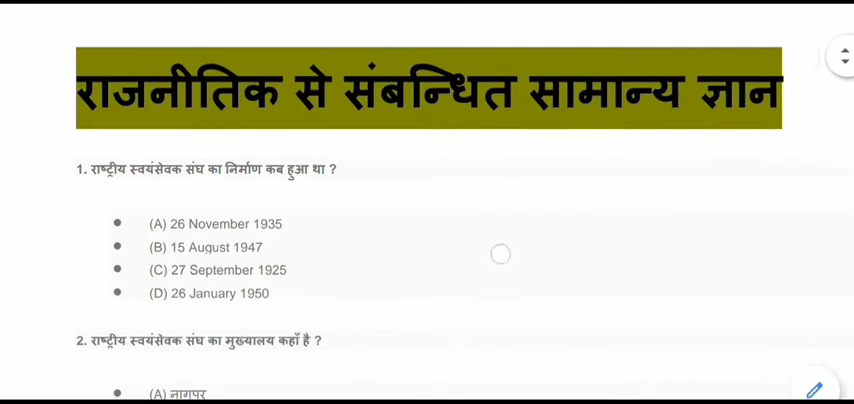 राजनीतिक से संबन्धित सामान्य ज्ञान
1. राष्ट्रीय स्वयंसेवक संघ का निर्माण कब हुआ था ?
(A) 26 November 1935
(B) 15 August 1947
(C) 27 September 1925
(D) 26 January 1950
2. राष्ट्रीय स्वयंसेवक संघ का मुख्यालय कहाँ है ?
(A) नागपुर